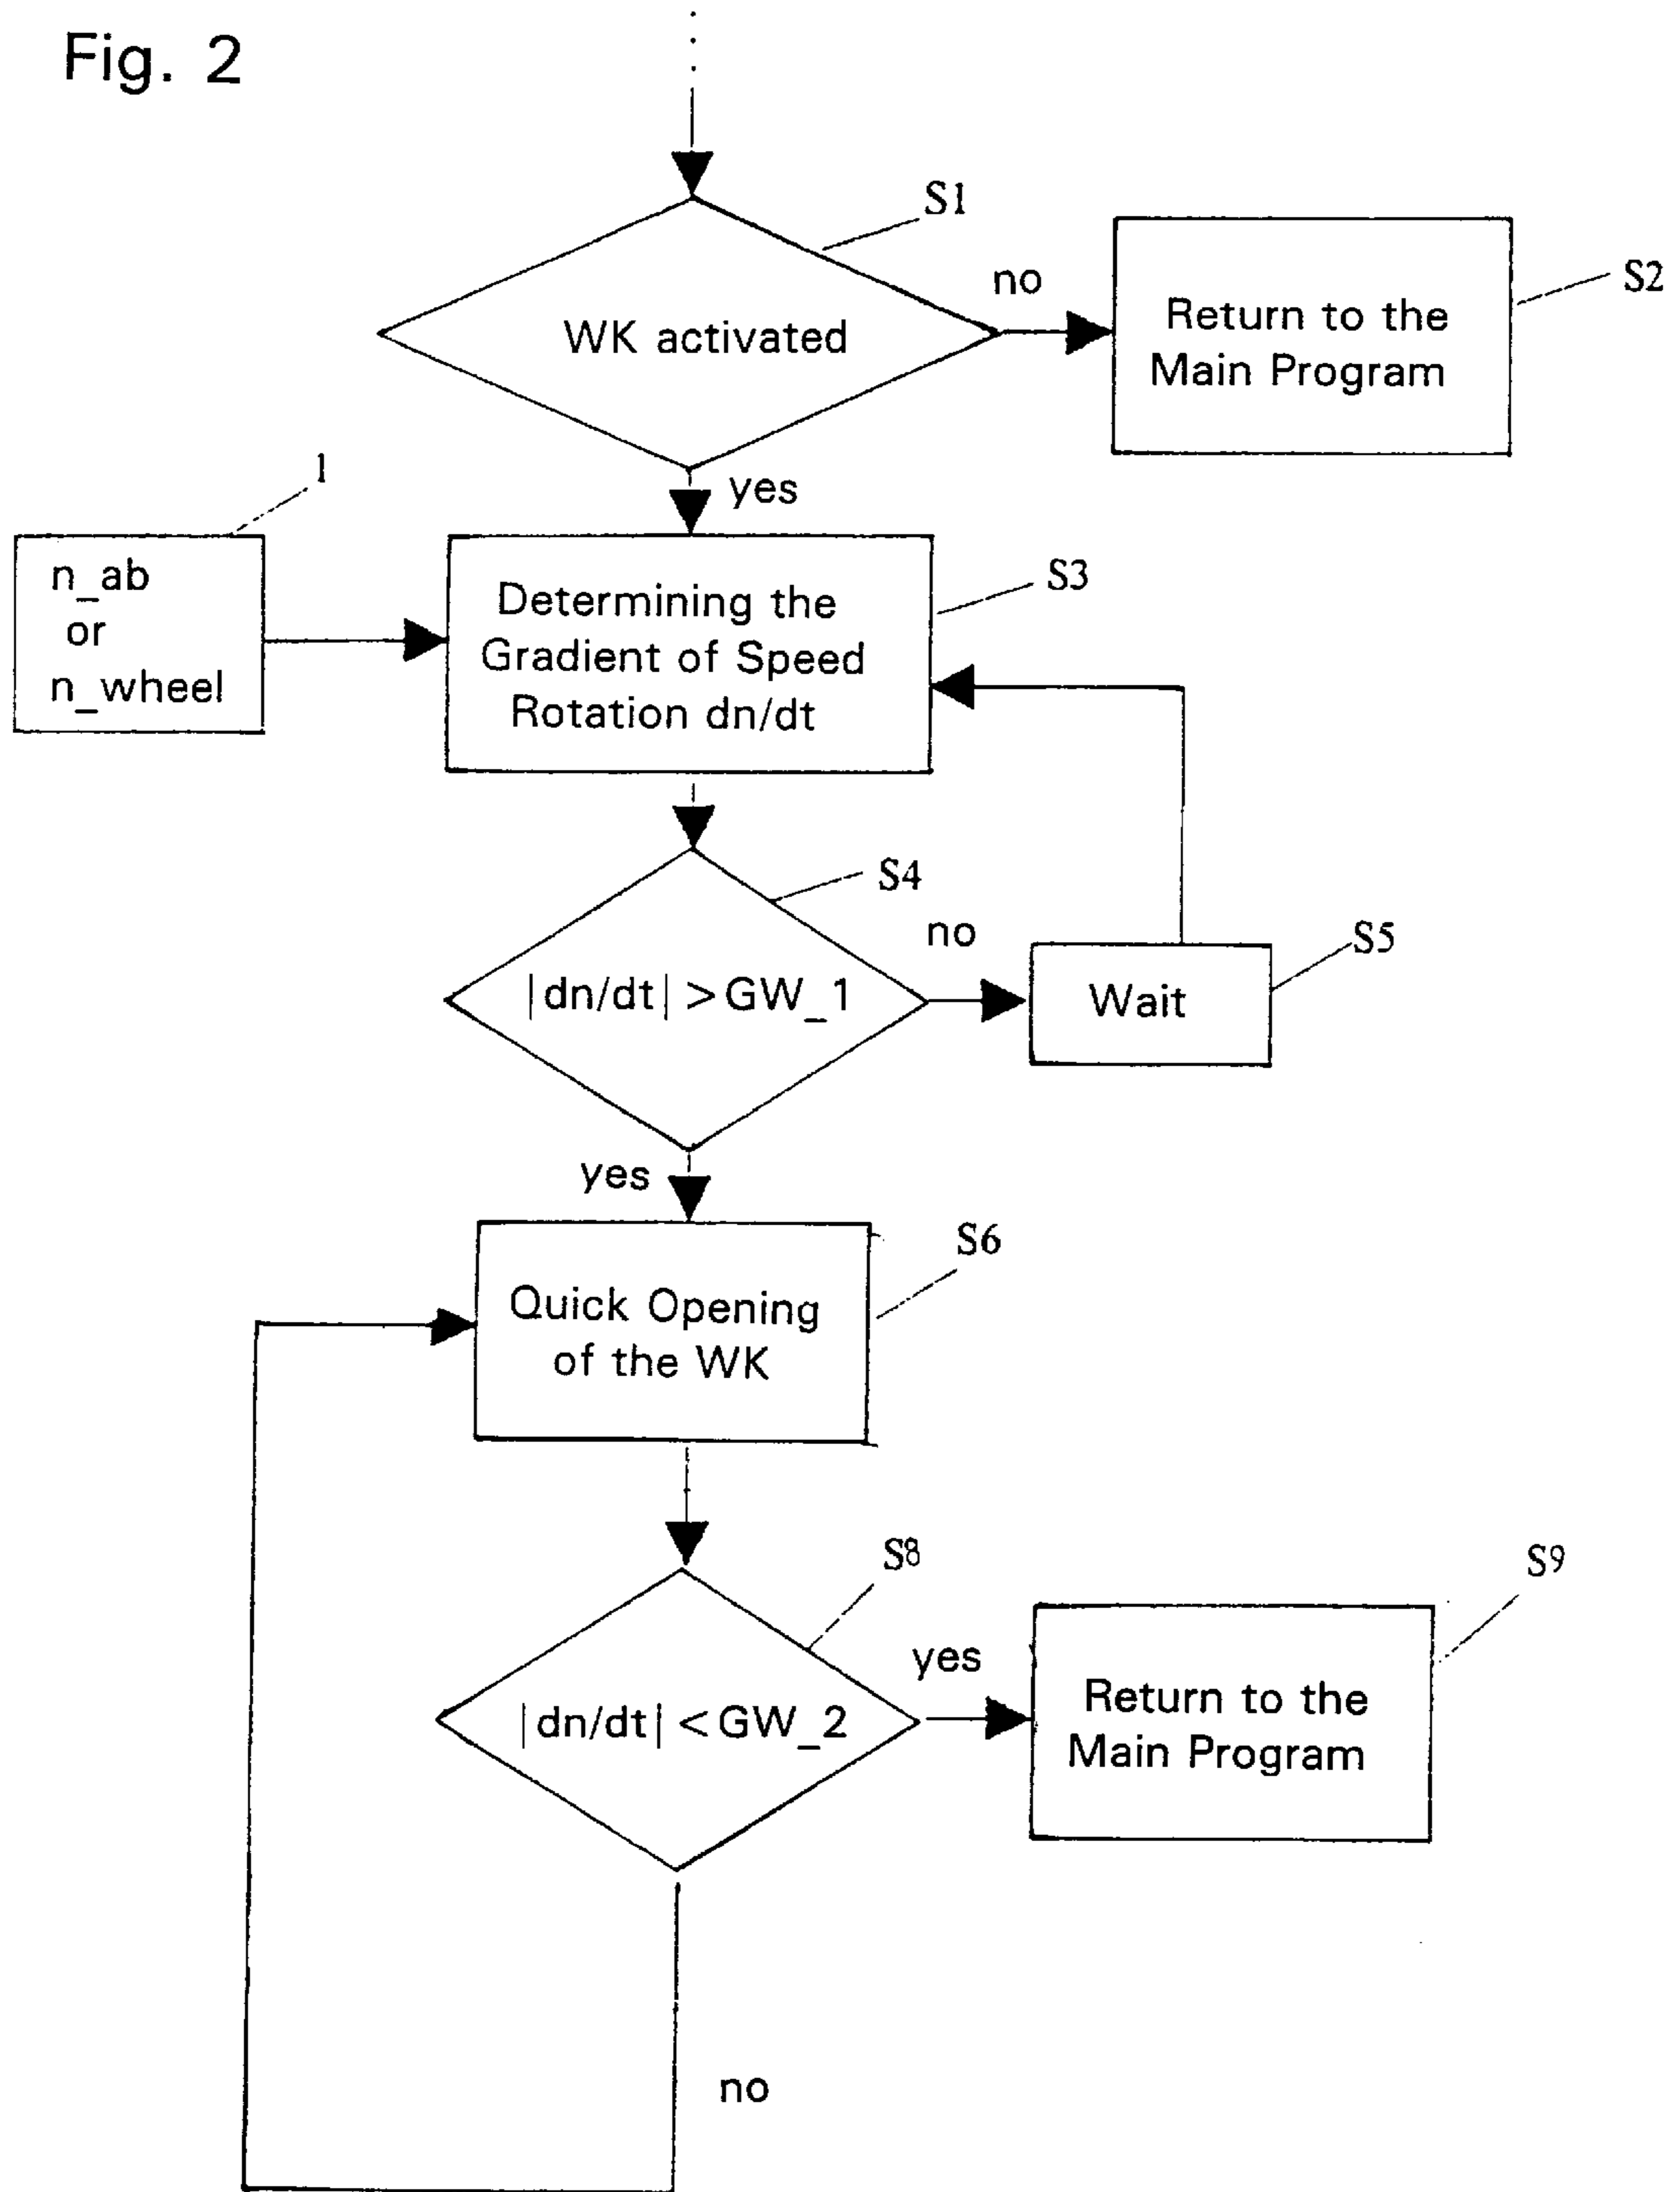 Fig. 2
S1
WK activated
no
Return to the
Main Program
S2
yes
1
n_ab
or
n_wheel
Determining the
Gradient of Speed
Rotation dn/dt
S3
S4
|dn/dt| > GW_1
no
Wait
S5
yes
Quick Opening
of the WK
S6
S8
|dn/dt| < GW_2
yes
Return to the
Main Program
S9
no